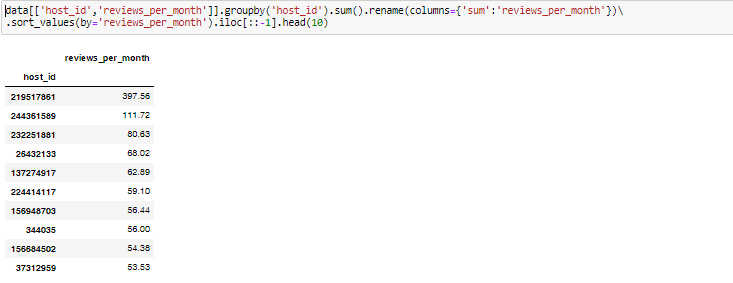 data[['host_id','reviews_per_month']].groupby('host_id').sum().rename(columns={'sum':'reviews_per_month'})\
.sort_values(by='reviews_per_month').iloc[::-1].head(10)
reviews_per_month
host_id
219517861 397.56
244361589 111.72
232251881 80.63
26432133 68.02
137274917 62.89
224414117 59.10
156948703 56.44
344035 56.00
156684502 54.38
37312959 53.53